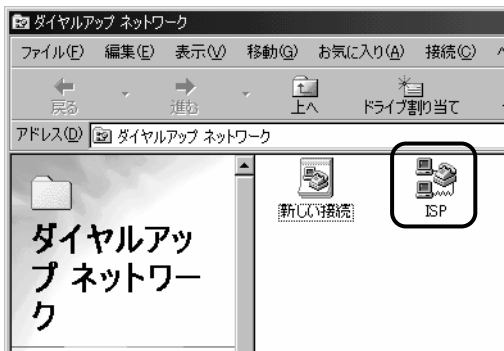 ダイヤルアップ ネットワーク
ファイル(F) 編集(E) 表示(V) 移動(G) お気に入り(A) 接続(C)
戻る 進む 上へ ドライブ割り当て
アドレス(D) ダイヤルアップ ネットワーク
新しい接続 ISP
ダイヤルアッ
プ ネットワー
ク